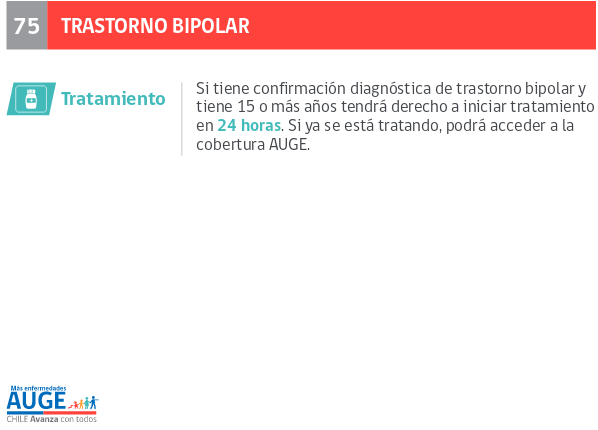 75 TRASTORNO BIPOLAR
Tratamiento
Si tiene confirmación diagnóstica de trastorno bipolar y
tiene 15 o más años tendrá derecho a iniciar tratamiento
en 24 horas. Si ya se está tratando, podrá acceder a la
cobertura AUGE.
Más enfermedades
AUGE
CHILE Avanza con todos